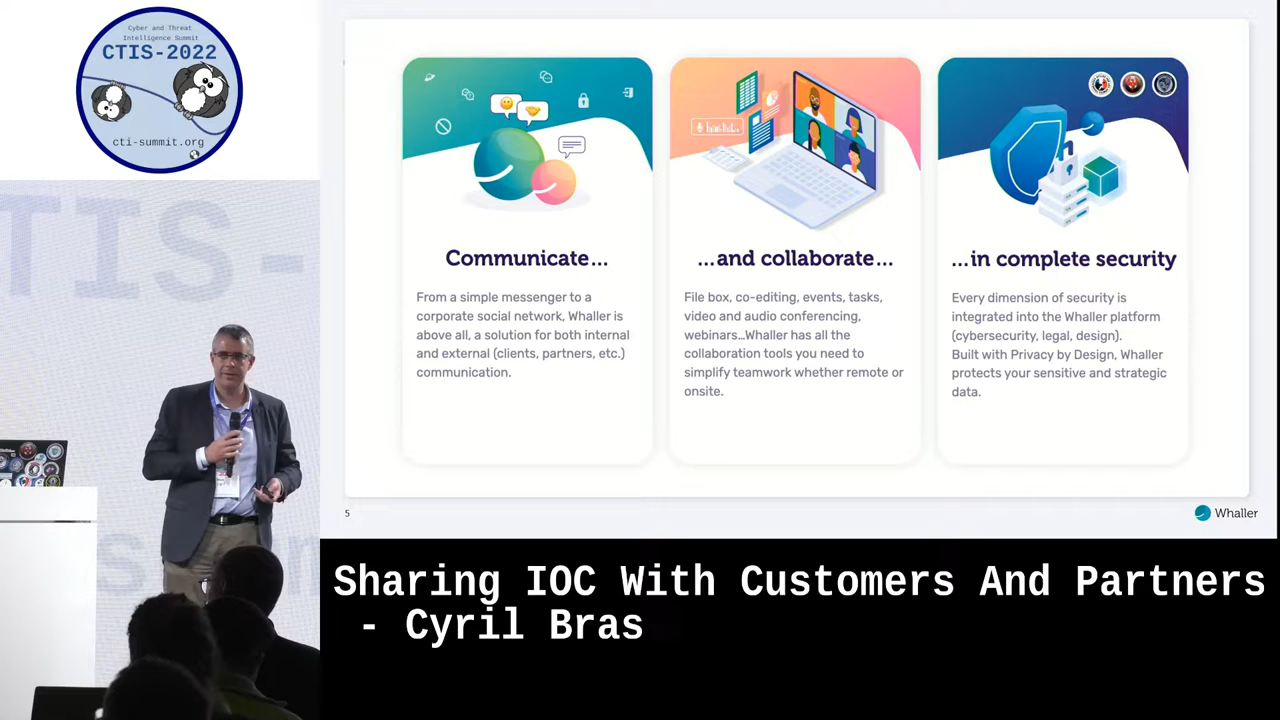 Cyber and Threat
Intelligence Summit
CTIS-2022
cti-summit.org
TIS-
Communicate...
From a simple messenger to a
corporate social network, Whaller is
above all, a solution for both internal
and external (clients, partners, etc.)
communication.
...and collaborate...
File box, co-editing, events, tasks,
video and audio conferencing,
webinars...Whaller has all the
collaboration tools you need to
simplify teamwork whether remote or
onsite.
...in complete security
Every dimension of security is
integrated into the Whaller platform
(cybersecurity, legal, design).
Built with Privacy by Design, Whaller
protects your sensitive and strategic
data.
5
Whaller
Sharing IOC With Customers And Partners
- Cyril Bras